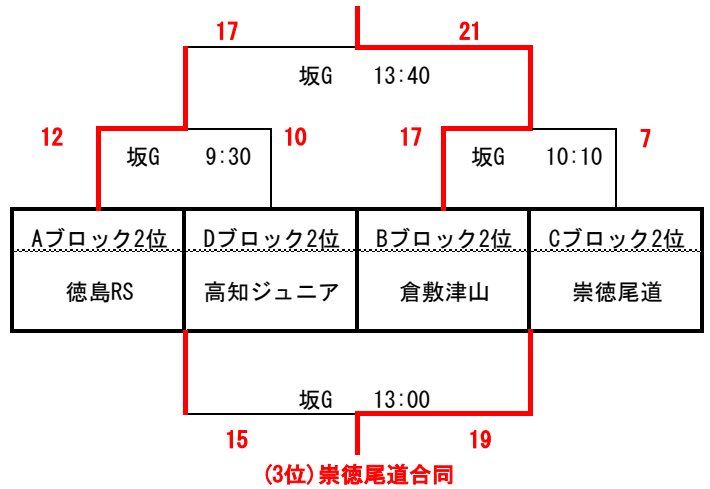 17 21
坂G 13:40
12 10 17 7
坂G 9:30 坂G 10:10
Aブロック2位 Dブロック2位 Bブロック2位 Cブロック2位
徳島RS 高知ジュニア 倉敷津山 崇徳尾道
坂G 13:00
15 19
(3位)崇徳尾道合同